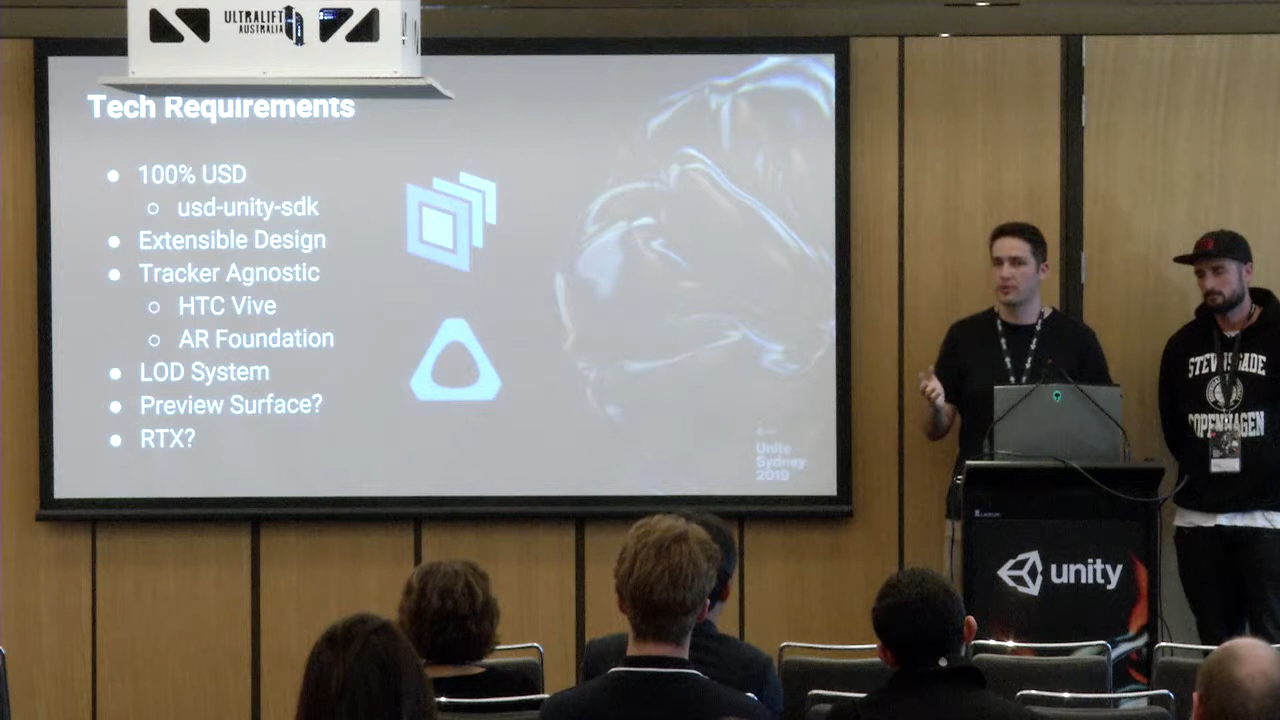 ULTRALIFT
AUSTRALIA
Tech Requirements
100% USD
usd-unity-sdk
Extensible Design
Tracker Agnostic
HTC Vive
AR Foundation
LOD System
Preview Surface?
RTX?
Unite
Sydney
2019
COPENHAGEN
unity